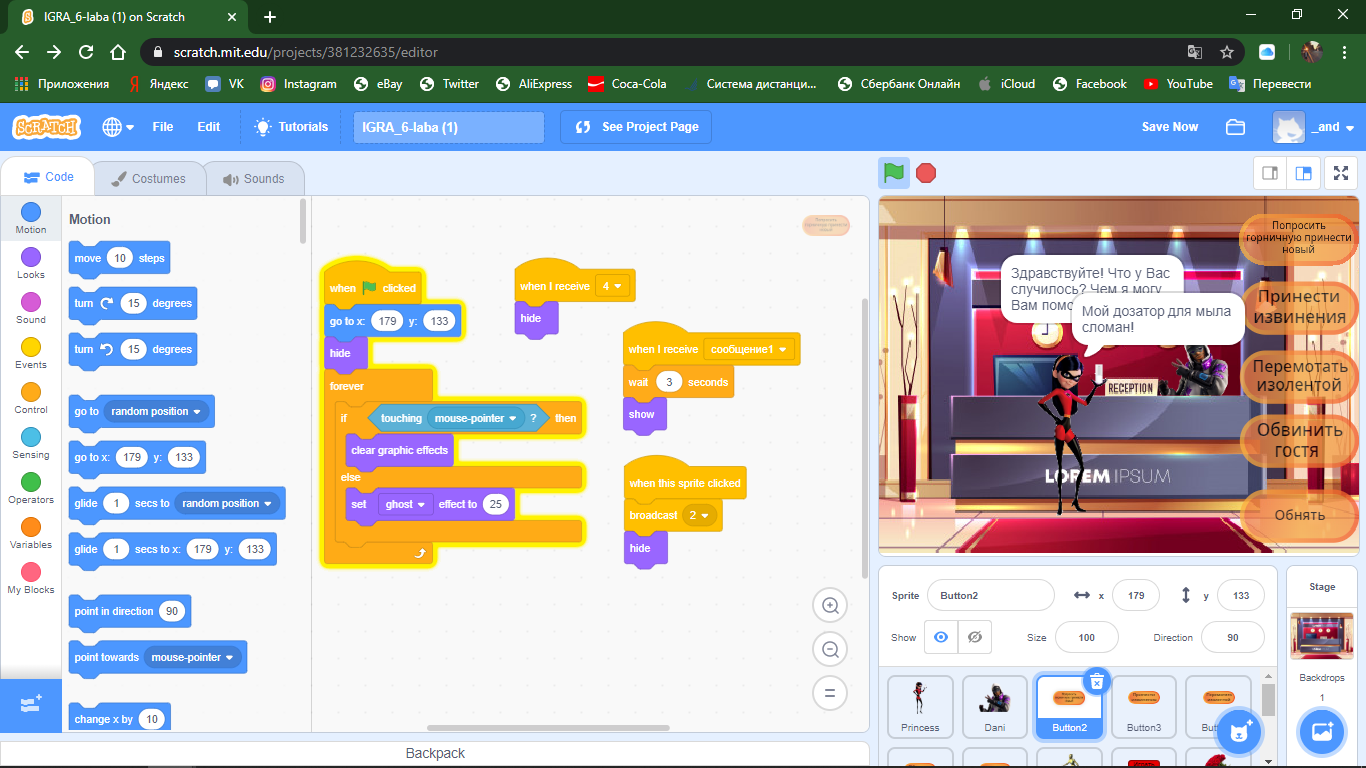 IGRA_6-laba (1) on Scratch
scratch.mit.edu/projects/381232635/editor
Приложения
Яндекс
VK
Instagram
eBay
Twitter
AliExpress
Coca-Cola
Система дистанци...
Сбербанк Онлайн
iCloud
Facebook
YouTube
Перевести
SCRATCH
File
Edit
Tutorials
IGRA_6-laba (1)
See Project Page
Save Now
_and
Code
Costumes
Sounds
Motion
Looks
Sound
Events
Control
Sensing
Operators
Variables
My Blocks
Motion
move 10 steps
turn 15 degrees
turn 15 degrees
go to random position
go to x: 179 y: 133
glide 1 secs to random position
glide 1 secs to x: 179 y: 133
point in direction 90
point towards mouse-pointer
change x by 10
when clicked
go to x: 179 y: 133
hide
forever
if touching mouse-pointer ? then
clear graphic effects
else
set ghost effect to 25
when I receive 4
hide
when I receive сообщение1
wait 3 seconds
show
when this sprite clicked
broadcast 2
hide
Backpack
Здравствуйте! Что у Вас
случилось? Чем я могу
Вам
Мой дозатор для мыла
сломан!
RECEPTION
LOREM IPSUM
Попросить
горничную принести
новый
Принести
извинения
Перемотать
изолентой
Обвинить
гостя
Обнять
Sprite
Button2
x 179
y 133
Show
Size 100
Direction 90
Princess
Dani
Button2
Button3
Stage
Backdrops
1